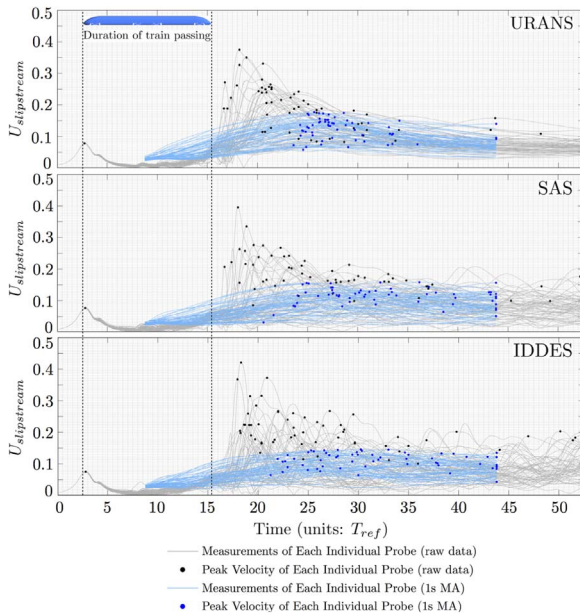 URANS
Duration of train passing
0.5
0.4
0.3
0.2
0.1
0
U_slipstream
SAS
0.5
0.4
0.3
0.2
0.1
0
U_slipstream
IDDES
0.5
0.4
0.3
0.2
0.1
0
U_slipstream
0 5 10 15 20 25 30 35 40 45 50
Time (units: T_ref)
Measurements of Each Individual Probe (raw data)
Peak Velocity of Each Individual Probe (raw data)
Measurements of Each Individual Probe (1s MA)
Peak Velocity of Each Individual Probe (1s MA)